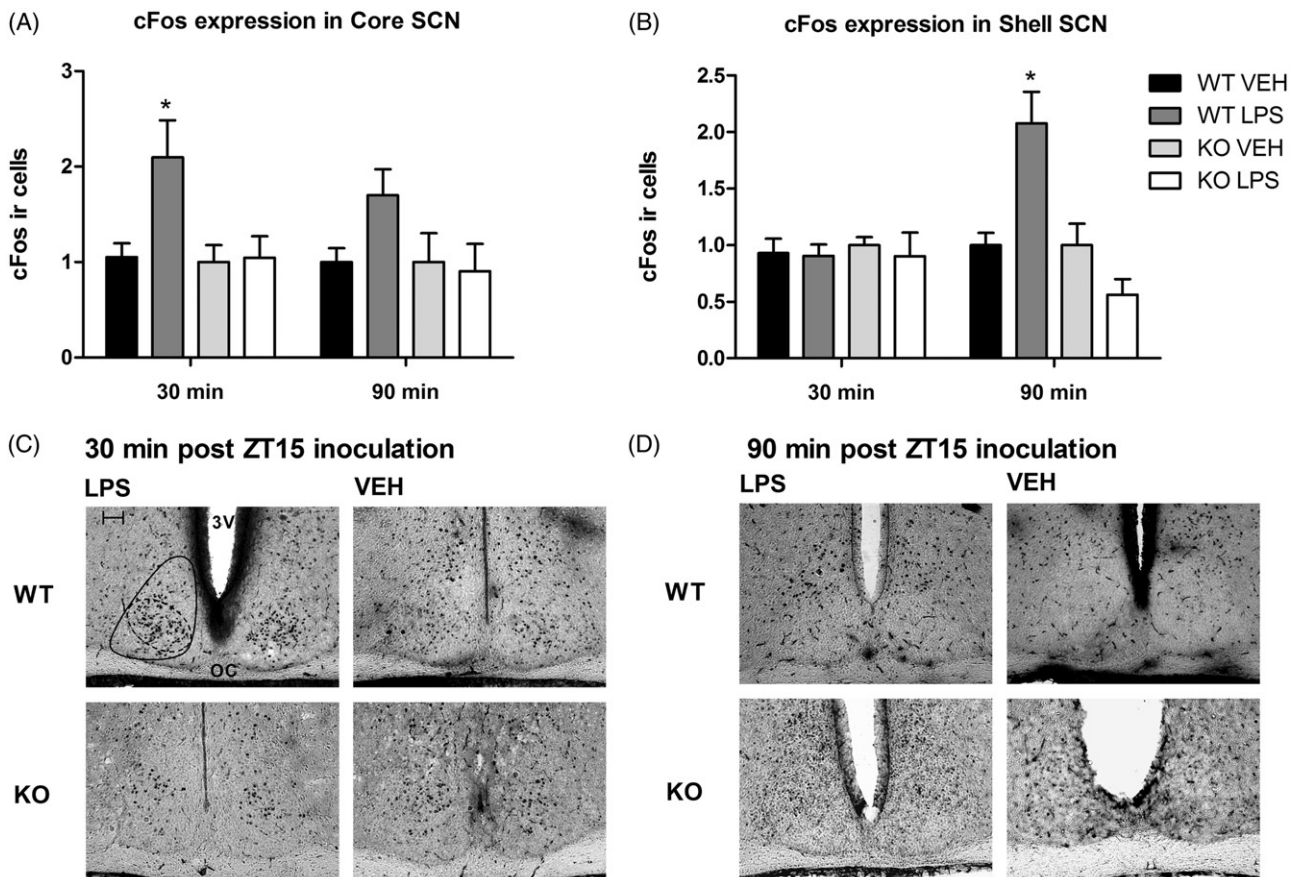 (A)
cFos expression in Core SCN
cFos ir cells
3
2
1
0
*
30 min
90 min
(B)
cFos expression in Shell SCN
cFos ir cells
2.5
2.0
1.5
1.0
0.5
0.0
*
30 min
90 min
WT VEH
WT LPS
KO VEH
KO LPS
(C)
30 min post ZT15 inoculation
LPS
VEH
WT
3V
OC
KO
(D)
90 min post ZT15 inoculation
LPS
VEH
WT
KO